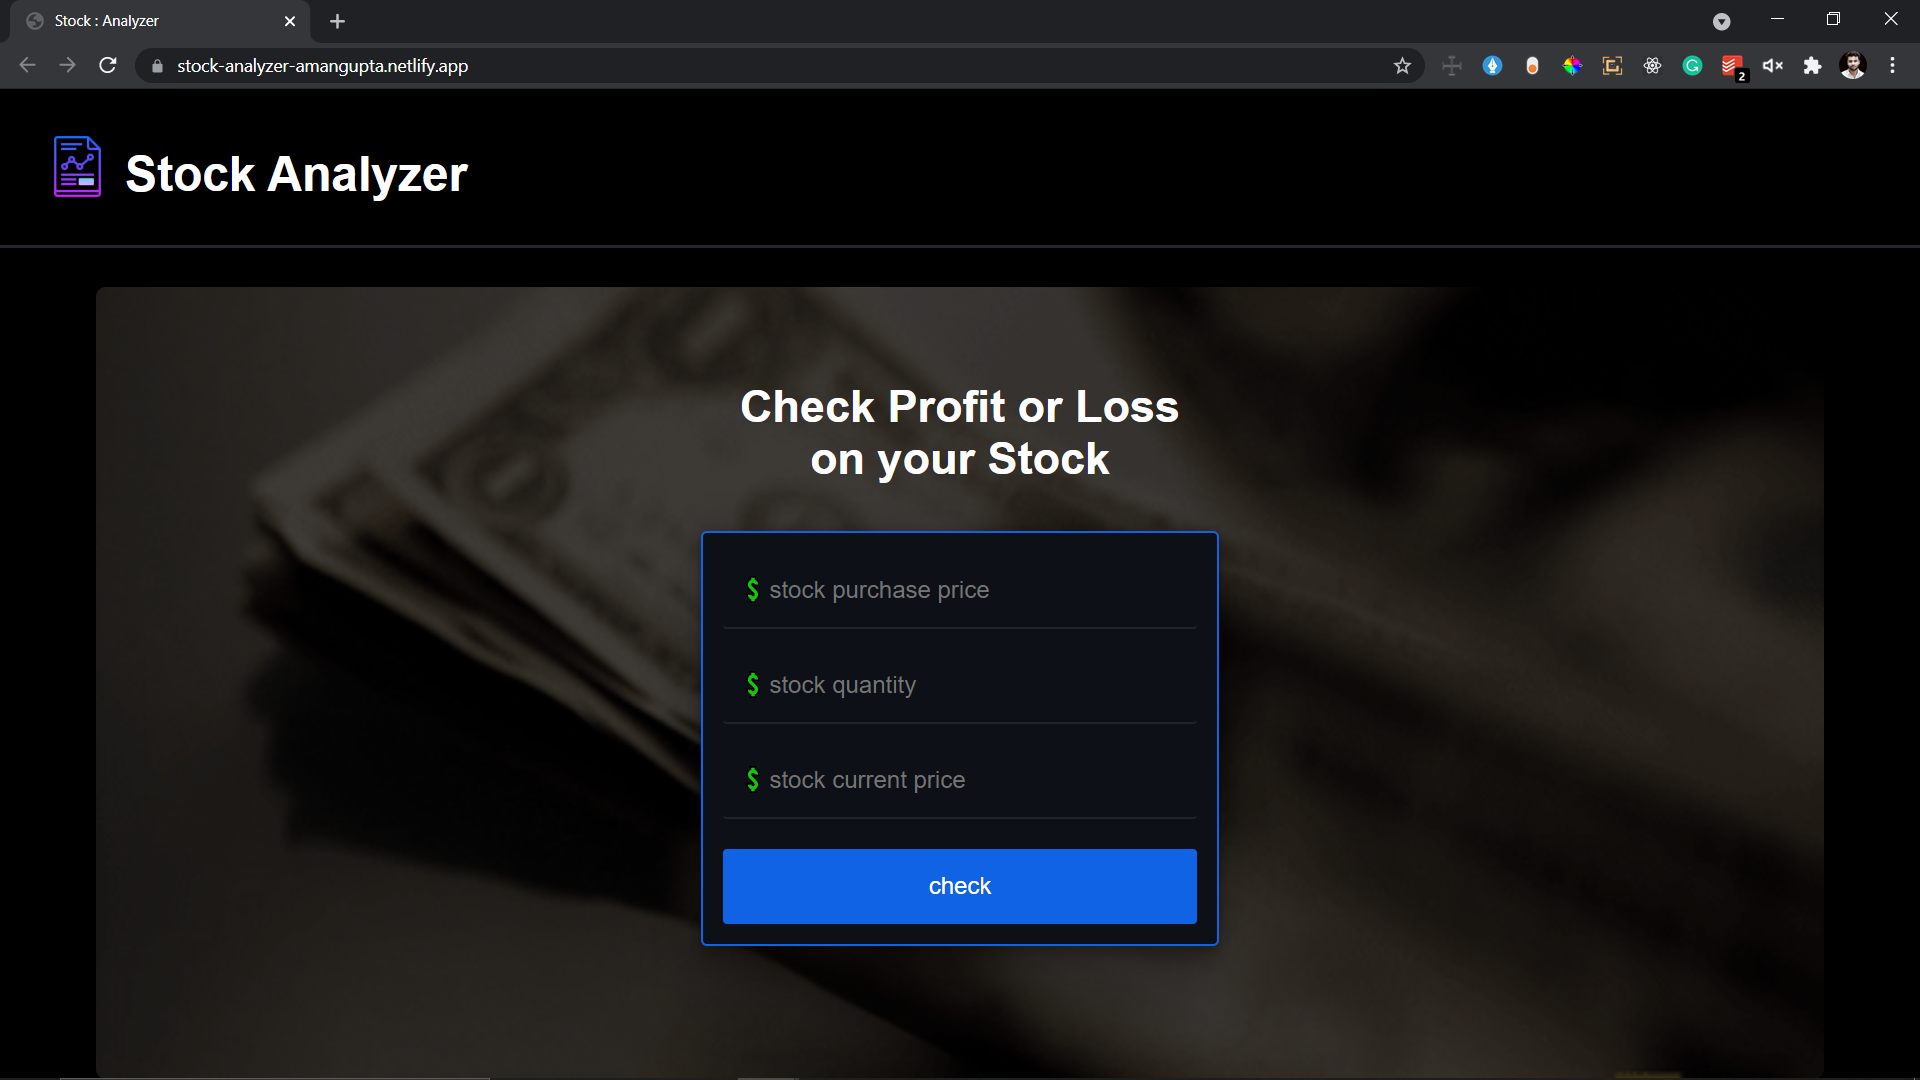 Stock : Analyzer
stock-analyzer-amangupta.netlify.app
2
Stock Analyzer
Check Profit or Loss
on your Stock
$ stock purchase price
$ stock quantity
$ stock current price
check